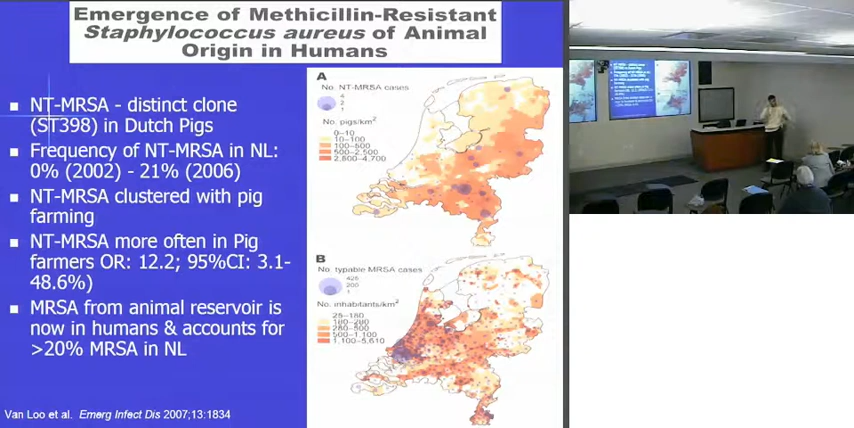 Emergence of Methicillin-Resistant
Staphylococcus aureus of Animal
Origin in Humans
NT-MRSA - distinct clone
(ST398) in Dutch Pigs
Frequency of NT-MRSA in NL:
0% (2002) - 21% (2006)
NT-MRSA clustered with pig
farming
NT-MRSA more often in Pig
farmers OR: 12.2; 95%CI: 3.1-
48.6%)
MRSA from animal reservoir is
now in humans & accounts for
>20% MRSA in NL
Van Loo et al. Emerg Infect Dis 2007;13:1834
A
No. NT-MRSA cases
4
2
1
No. pigs/km²
0–10
10–100
100–500
500–2,500
2,500–4,700
B
No. typable MRSA cases
425
200
1
No. inhabitants/km²
25–180
180–280
280–500
500–1,100
1,100–5,610